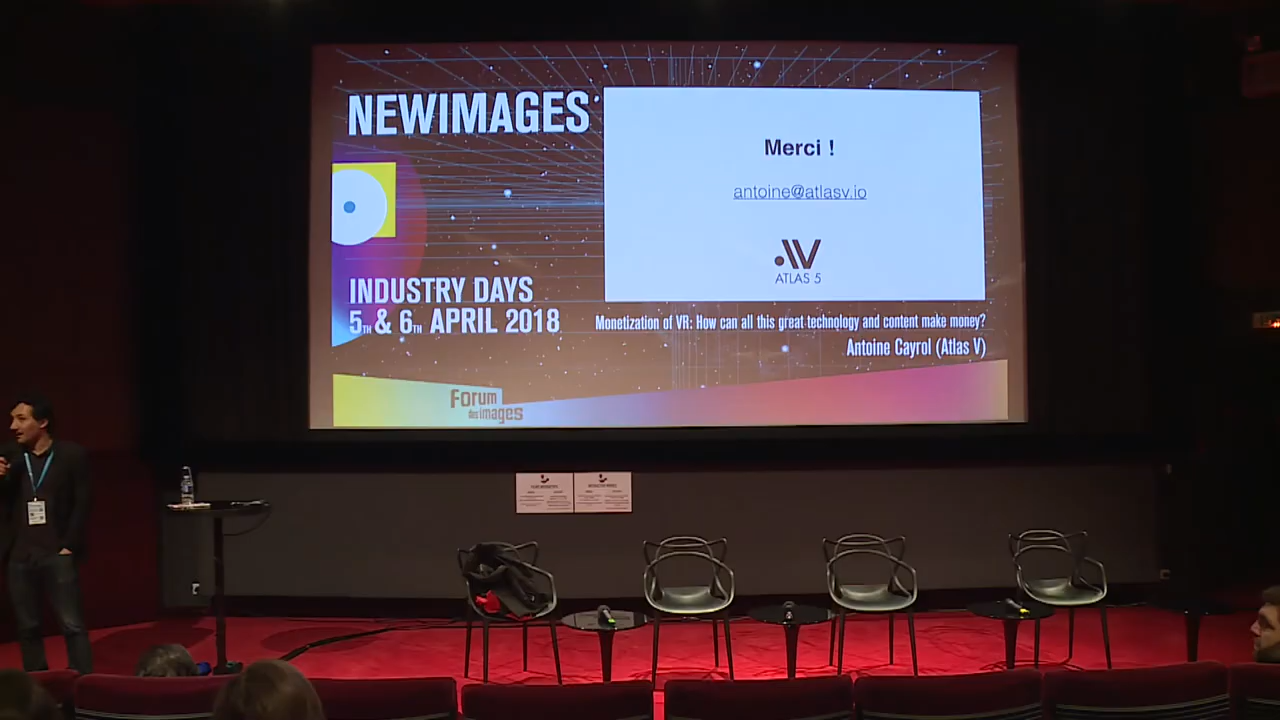 NEWIMAGES
Merci !
antoine@atlasv.io
ATLAS 5
INDUSTRY DAYS
5TH & 6TH APRIL 2018
Monetization of VR: How can all this great technology and content make money?
Antoine Cayrol (Atlas V)
Forum
des images